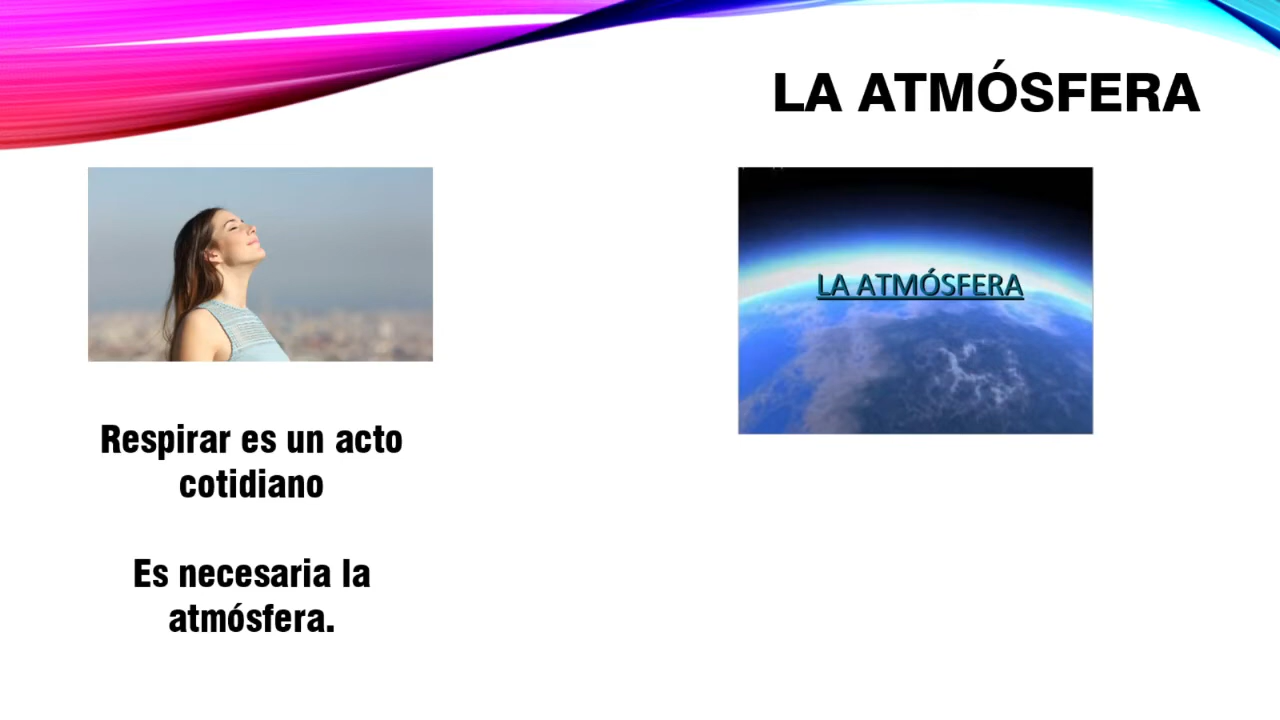 LA ATMÓSFERA
LA ATMÓSFERA
Respirar es un acto
cotidiano
Es necesaria la
atmósfera.